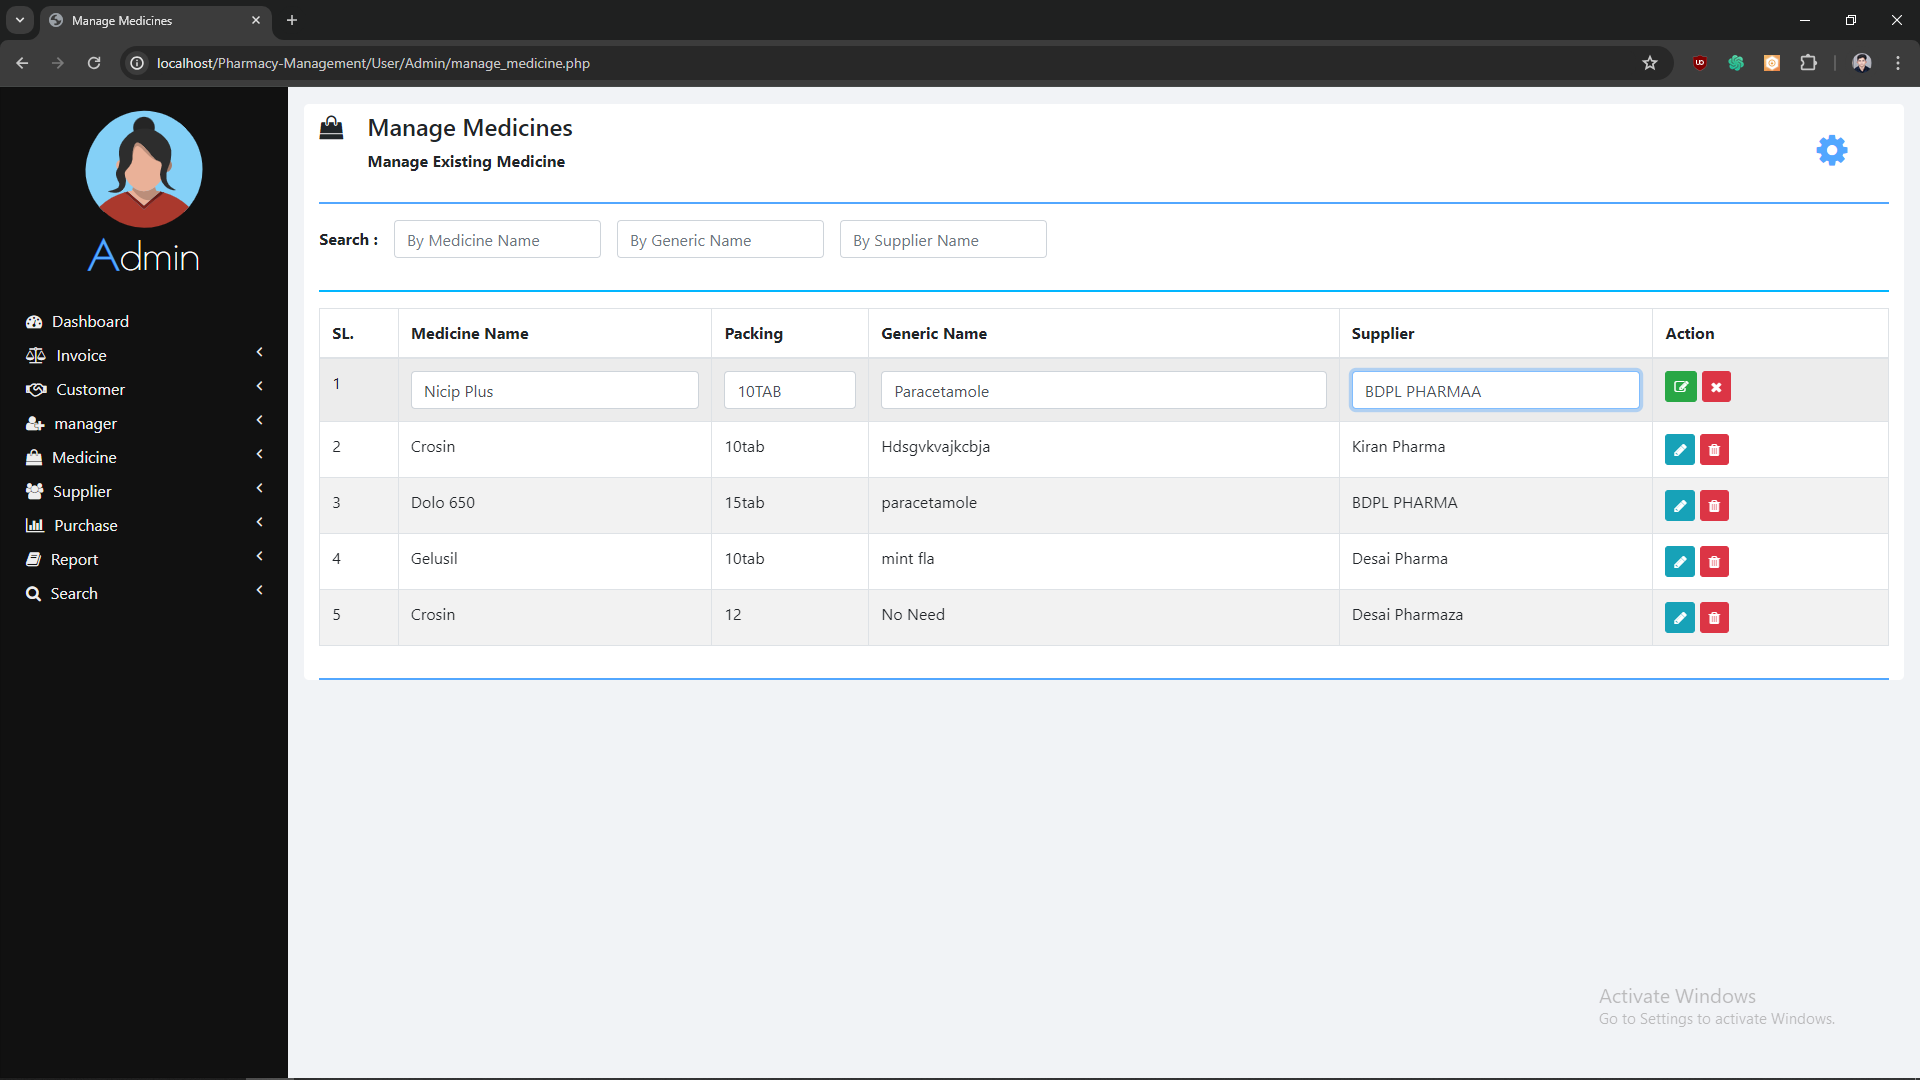 Manage Medicines
localhost/Pharmacy-Management/User/Admin/manage_medicine.php
Admin
Dashboard
Invoice
Customer
manager
Medicine
Supplier
Purchase
Report
Search
Manage Medicines
Manage Existing Medicine
Search : By Medicine Name By Generic Name By Supplier Name
SL. Medicine Name Packing Generic Name Supplier Action
1 Nicip Plus 10TAB Paracetamole BDPL PHARMAA
2 Crosin 10tab Hdsgvkvajkcbja Kiran Pharma
3 Dolo 650 15tab paracetamole BDPL PHARMA
4 Gelusil 10tab mint fla Desai Pharma
5 Crosin 12 No Need Desai Pharmaza
Activate Windows
Go to Settings to activate Windows.